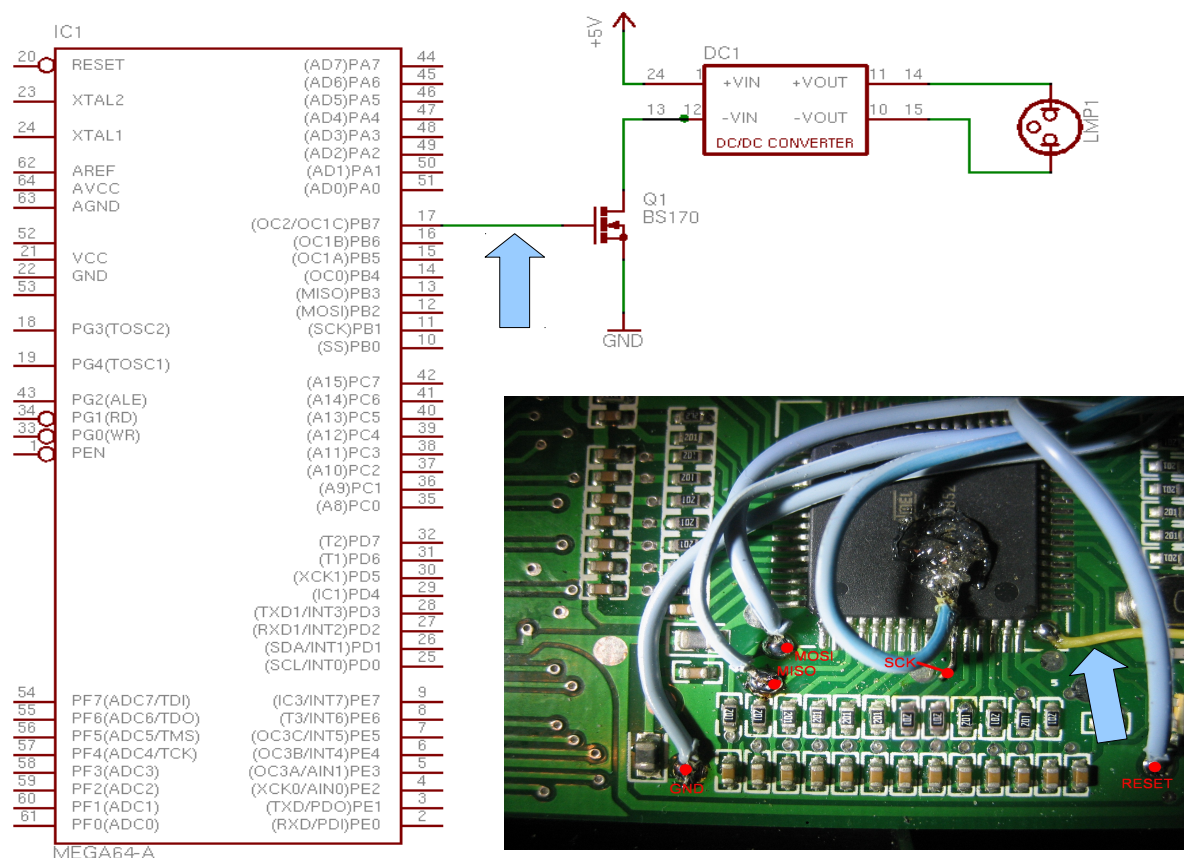 IC1
20 RESET
23 XTAL2
24 XTAL1
62 AREF
64 AVCC
63 AGND
52
21 VCC
22 GND
53
18 PG3(TOSC2)
19 PG4(TOSC1)
43 PG2(ALE)
34 PG1(RD)
33 PG0(WR)
1 PEN
54 PF7(ADC7/TDI)
55 PF6(ADC6/TDO)
56 PF5(ADC5/TMS)
57 PF4(ADC4/TCK)
58 PF3(ADC3)
59 PF2(ADC2)
60 PF1(ADC1)
61 PF0(ADC0)
MEGA64-A
(AD7)PA7 44
(AD6)PA6 45
(AD5)PA5 46
(AD4)PA4 47
(AD3)PA3 48
(AD2)PA2 49
(AD1)PA1 50
(AD0)PA0 51
(OC2/OC1C)PB7 17
(OC1B)PB6 16
(OC1A)PB5 15
(OC0)PB4 14
(MISO)PB3 13
(MOSI)PB2 12
(SCK)PB1 11
(SS)PB0 10
(A15)PC7 42
(A14)PC6 41
(A13)PC5 40
(A12)PC4 39
(A11)PC3 38
(A10)PC2 37
(A9)PC1 36
(A8)PC0 35
(T2)PD7 32
(T1)PD6 31
(XCK1)PD5 30
(IC1)PD4 29
(TXD1/INT3)PD3 28
(RXD1/INT2)PD2 27
(SDA/INT1)PD1 26
(SCL/INT0)PD0 25
(IC3/INT7)PE7 9
(T3/INT6)PE6 8
(OC3C/INT5)PE5 7
(OC3B/INT4)PE4 6
(OC3A/AIN1)PE3 5
(XCK0/AIN0)PE2 4
(TXD/PDO)PE1 3
(RXD/PDI)PE0 2
+5V
DC1
24 1 +VIN +VOUT 11 14
13 12 -VIN -VOUT 10 15
DC/DC CONVERTER
LMP1
Q1
BS170
GND
MOSI
MISO
SCK
GND
RESET